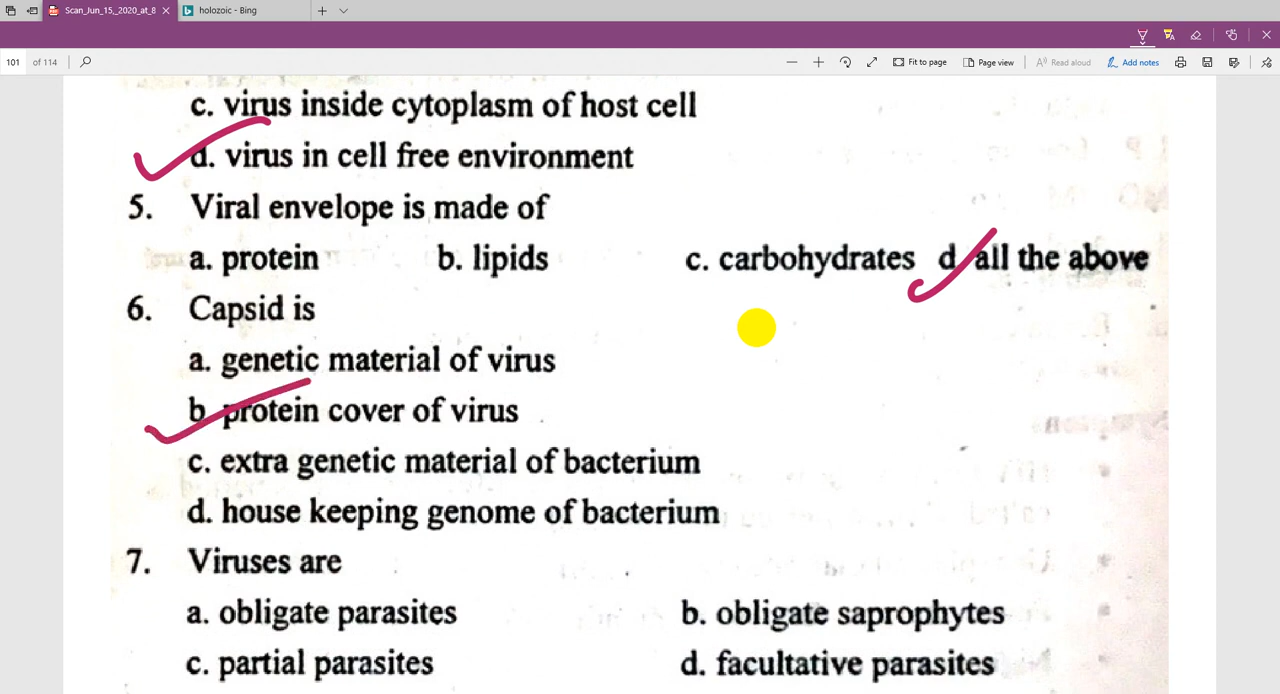 Scan_Jun_15,_2020_at_8
holozoic - Bing
101 of 114
Fit to page
Page view
Read aloud
Add notes
c. virus inside cytoplasm of host cell
d. virus in cell free environment
5. Viral envelope is made of
a. protein b. lipids c. carbohydrates d all the above
6. Capsid is
a. genetic material of virus
b protein cover of virus
c. extra genetic material of bacterium
d. house keeping genome of bacterium
7. Viruses are
a. obligate parasites b. obligate saprophytes
c. partial parasites d. facultative parasites